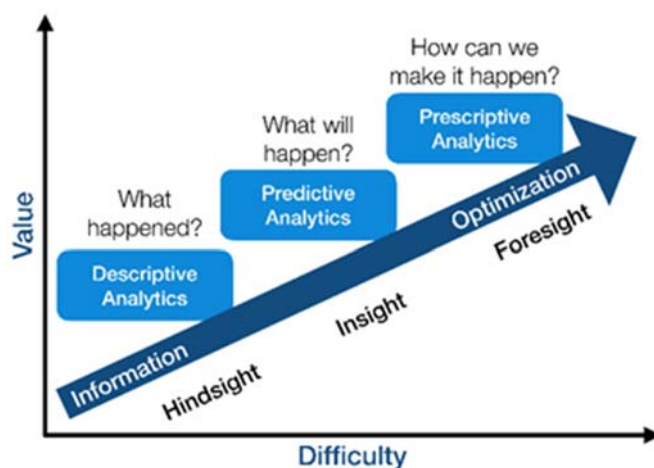 How can we
make it happen?
Prescriptive
Analytics
What will
happen?
Predictive
Analytics
What
happened?
Descriptive
Analytics
Value
Information
Optimization
Hindsight
Insight
Foresight
Difficulty